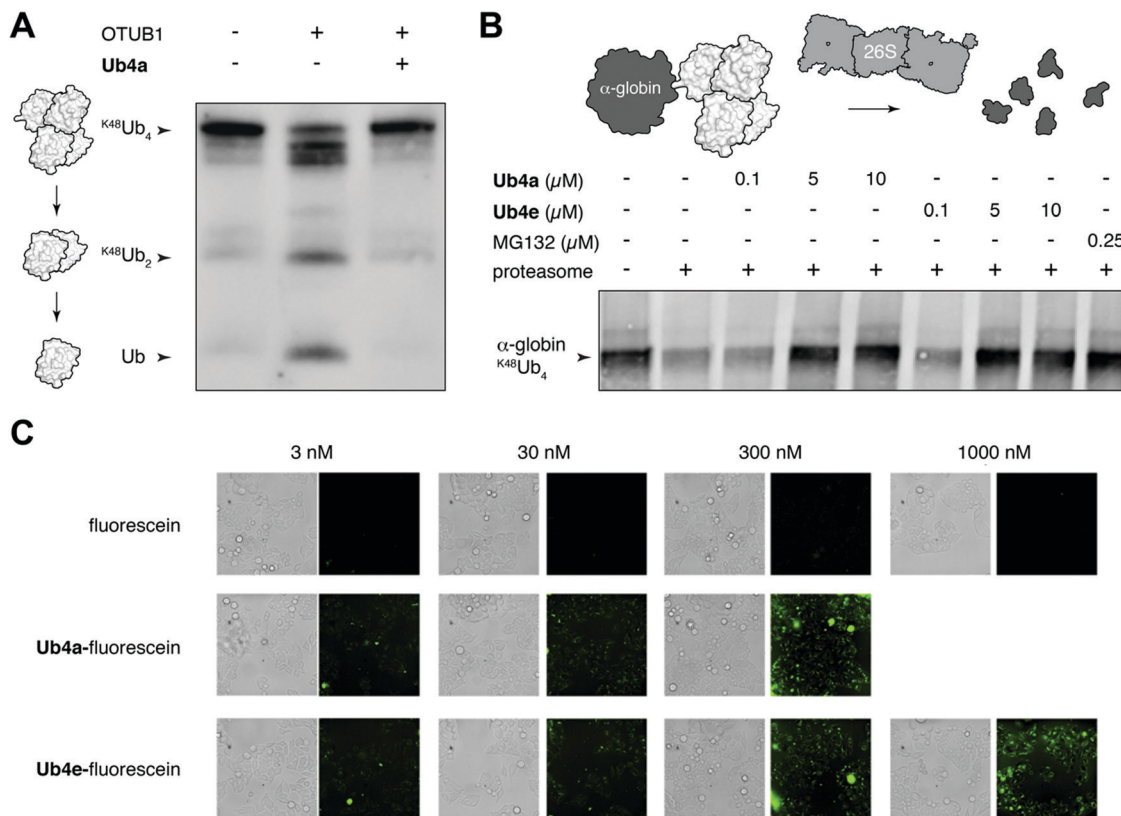 A
OTUB1 - + +
Ub4a - - +
K48Ub4
K48Ub2
Ub
B
α-globin
26S
Ub4a (μM) - - 0.1 5 10 - - - -
Ub4e (μM) - - - - - 0.1 5 10 -
MG132 (μM) - - - - - - - - 0.25
proteasome - + + + + + + + +
α-globin
K48Ub4
C
3 nM 30 nM 300 nM 1000 nM
fluorescein
Ub4a-fluorescein
Ub4e-fluorescein